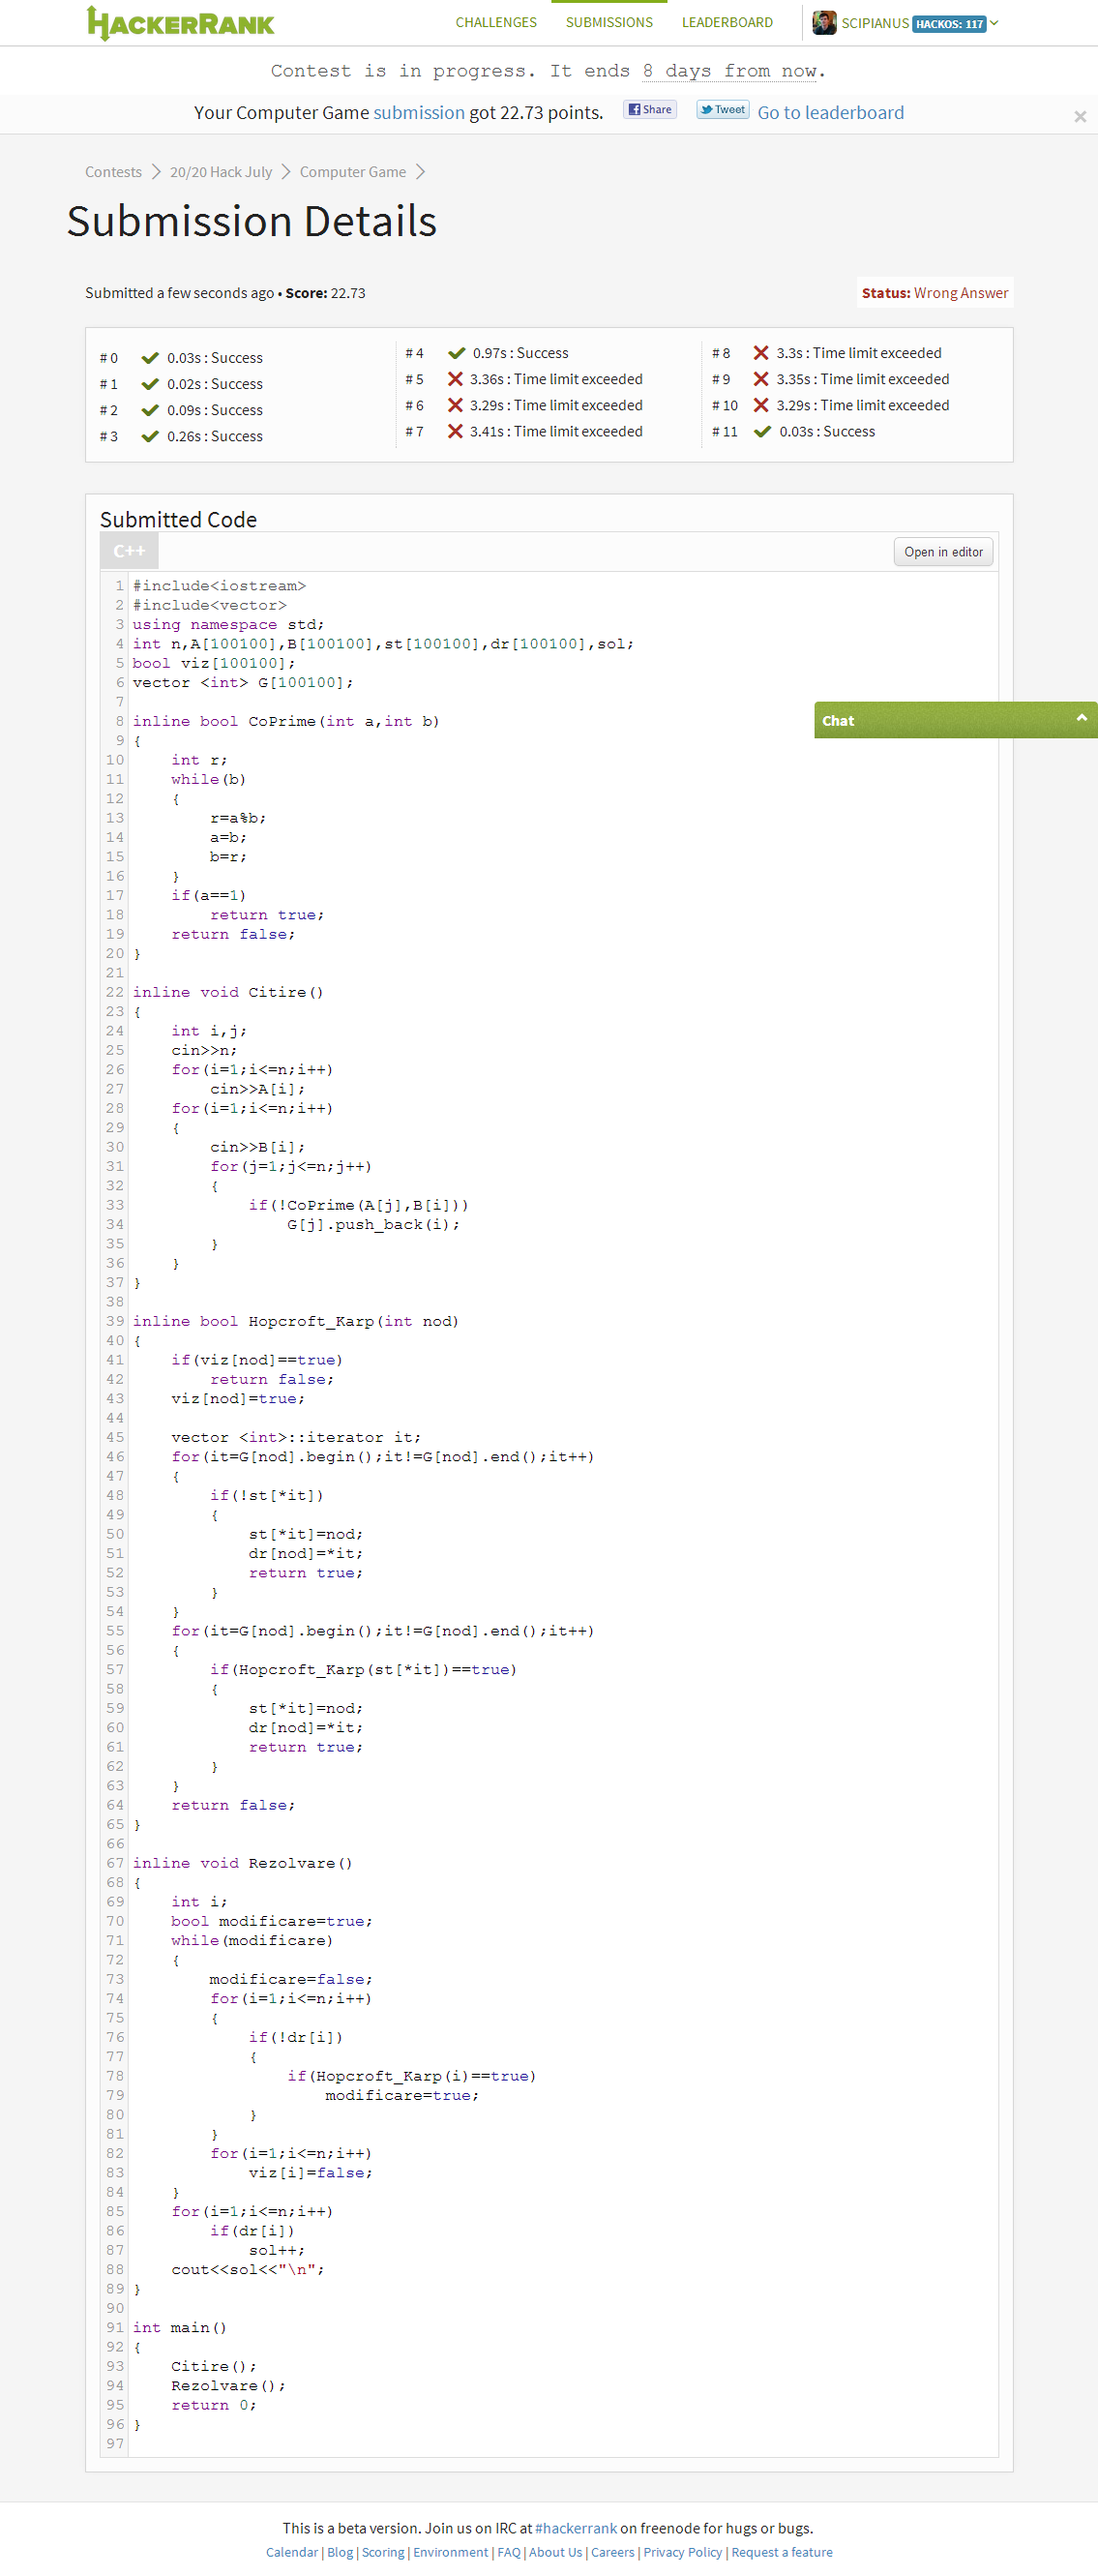 HACKERRANK
CHALLENGES SUBMISSIONS LEADERBOARD SCIPIANUS HACKOS: 117
Contest is in progress. It ends 8 days from now.
Your Computer Game submission got 22.73 points. Share Tweet Go to leaderboard ×
Contests 20/20 Hack July Computer Game
Submission Details
Submitted a few seconds ago • Score: 22.73 Status: Wrong Answer
# 0 0.03s : Success
# 1 0.02s : Success
# 2 0.09s : Success
# 3 0.26s : Success
# 4 0.97s : Success
# 5 3.36s : Time limit exceeded
# 6 3.29s : Time limit exceeded
# 7 3.41s : Time limit exceeded
# 8 3.3s : Time limit exceeded
# 9 3.35s : Time limit exceeded
# 10 3.29s : Time limit exceeded
# 11 0.03s : Success
Submitted Code
C++ Open in editor
1 #include<iostream>
2 #include<vector>
3 using namespace std;
4 int n,A[100100],B[100100],st[100100],dr[100100],sol;
5 bool viz[100100];
6 vector <int> G[100100];
7
8 inline bool CoPrime(int a,int b)
9 {
10     int r;
11     while(b)
12     {
13         r=a%b;
14         a=b;
15         b=r;
16     }
17     if(a==1)
18         return true;
19     return false;
20 }
21
22 inline void Citire()
23 {
24     int i,j;
25     cin>>n;
26     for(i=1;i<=n;i++)
27         cin>>A[i];
28     for(i=1;i<=n;i++)
29     {
30         cin>>B[i];
31         for(j=1;j<=n;j++)
32         {
33             if(!CoPrime(A[j],B[i]))
34                 G[j].push_back(i);
35         }
36     }
37 }
38
39 inline bool Hopcroft_Karp(int nod)
40 {
41     if(viz[nod]==true)
42         return false;
43     viz[nod]=true;
44
45     vector <int>::iterator it;
46     for(it=G[nod].begin();it!=G[nod].end();it++)
47     {
48         if(!st[*it])
49         {
50             st[*it]=nod;
51             dr[nod]=*it;
52             return true;
53         }
54     }
55     for(it=G[nod].begin();it!=G[nod].end();it++)
56     {
57         if(Hopcroft_Karp(st[*it])==true)
58         {
59             st[*it]=nod;
60             dr[nod]=*it;
61             return true;
62         }
63     }
64     return false;
65 }
66
67 inline void Rezolvare()
68 {
69     int i;
70     bool modificare=true;
71     while(modificare)
72     {
73         modificare=false;
74         for(i=1;i<=n;i++)
75         {
76             if(!dr[i])
77             {
78                 if(Hopcroft_Karp(i)==true)
79                     modificare=true;
80             }
81         }
82         for(i=1;i<=n;i++)
83             viz[i]=false;
84     }
85     for(i=1;i<=n;i++)
86         if(dr[i])
87             sol++;
88     cout<<sol<<"\n";
89 }
90
91 int main()
92 {
93     Citire();
94     Rezolvare();
95     return 0;
96 }
97
Chat
This is a beta version. Join us on IRC at #hackerrank on freenode for hugs or bugs.
Calendar | Blog | Scoring | Environment | FAQ | About Us | Careers | Privacy Policy | Request a feature